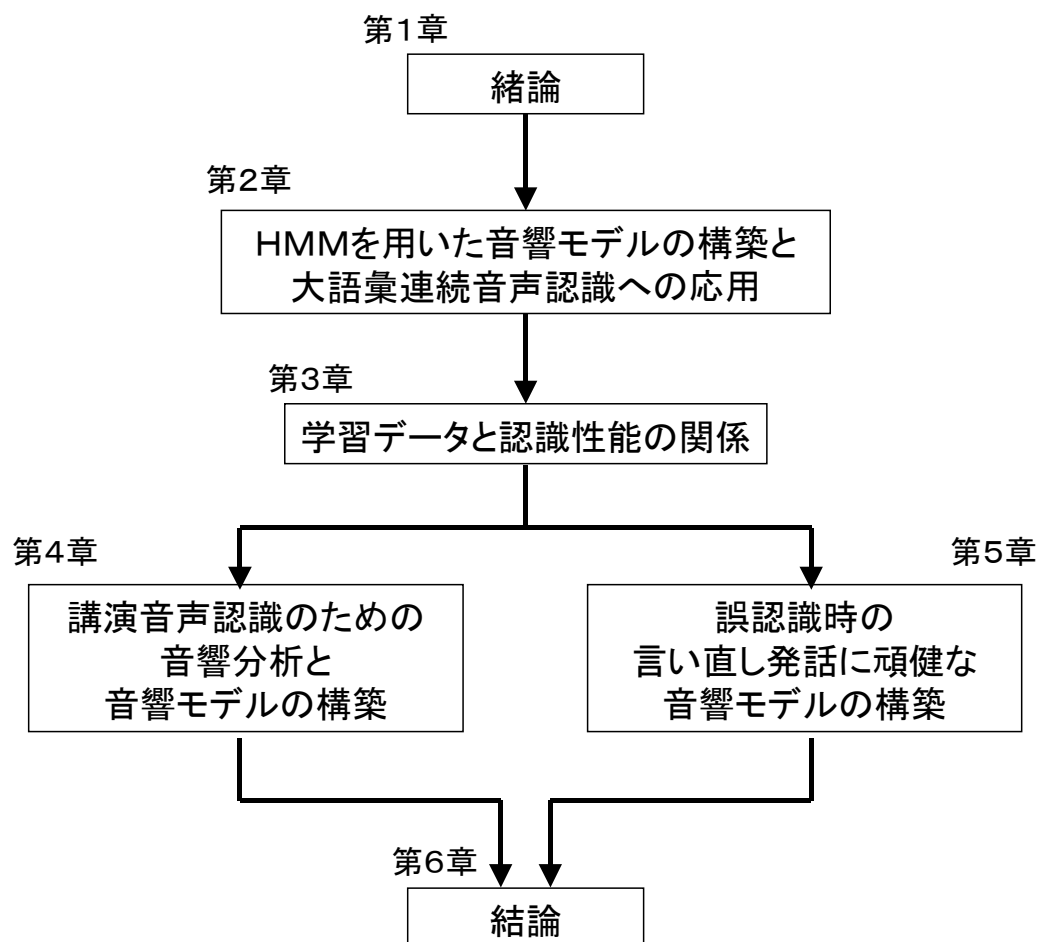 第１章
緒論
第２章
ＨＭＭを用いた音響モデルの構築と
大語彙連続音声認識への応用
第３章
学習データと認識性能の関係
第４章
講演音声認識のための
音響分析と
音響モデルの構築
第５章
誤認識時の
言い直し発話に頑健な
音響モデルの構築
第６章
結論